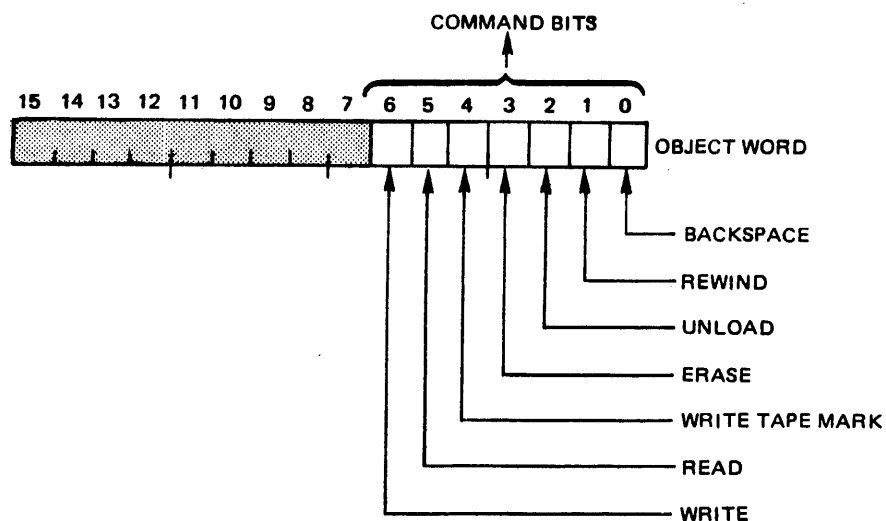 COMMAND BITS
15 14 13 12 11 10 9 8 7 6 5 4 3 2 1 0
OBJECT WORD
BACKSPACE
REWIND
UNLOAD
ERASE
WRITE TAPE MARK
READ
WRITE